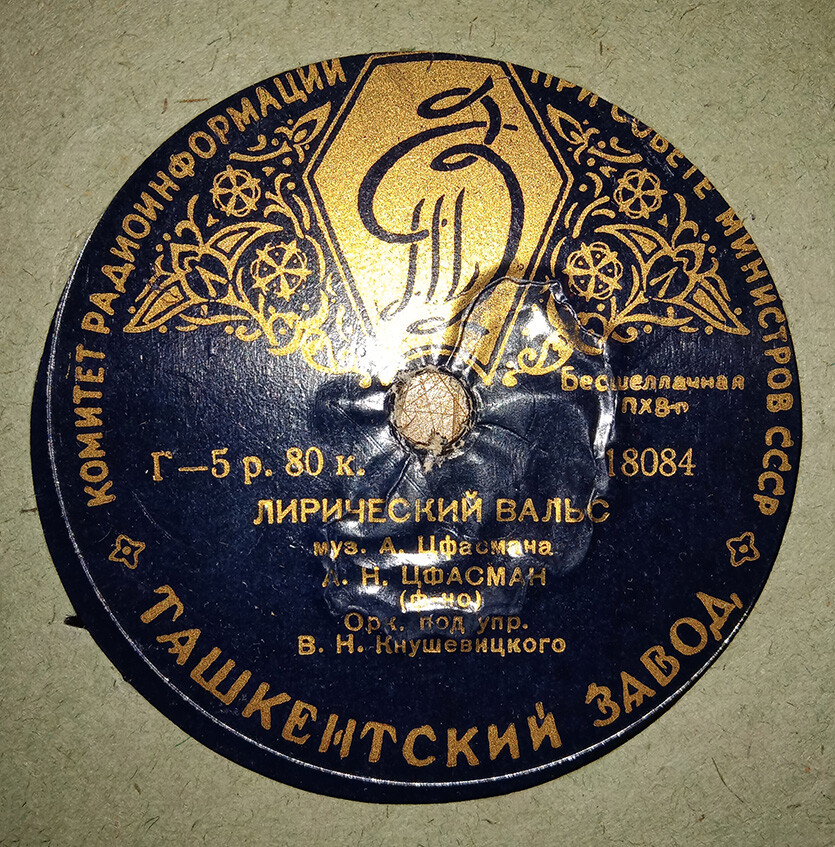 КОМИТЕТ РАДИОИНФОРМАЦИИ ПРИ СОВЕТЕ МИНИСТРОВ СССР
Бесшеллачная
ПХВ-п
Г—5 р. 80 к. 18084
ЛИРИЧЕСКИЙ ВАЛЬС
муз. А. Цфасмана
А. Н. ЦФАСМАН
(ф-но)
Орк. под упр.
В. Н. Кнушевицкого
ТАШКЕНТСКИЙ ЗАВОД